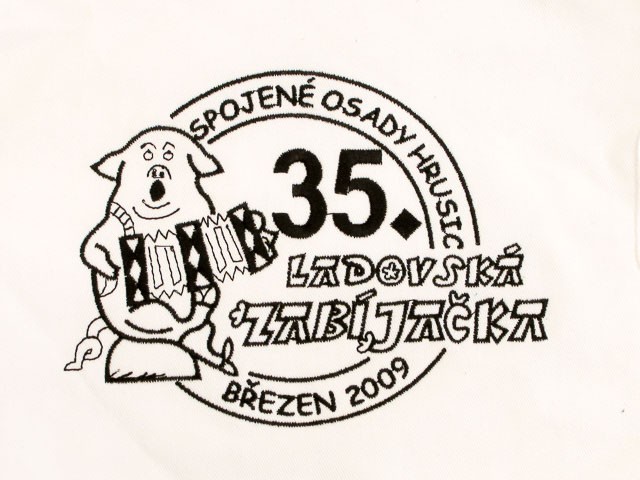 SPOJENÉ OSADY HRUSIC
35.
LADOVSKÁ
ZABÍJAČKA
BŘEZEN 2009